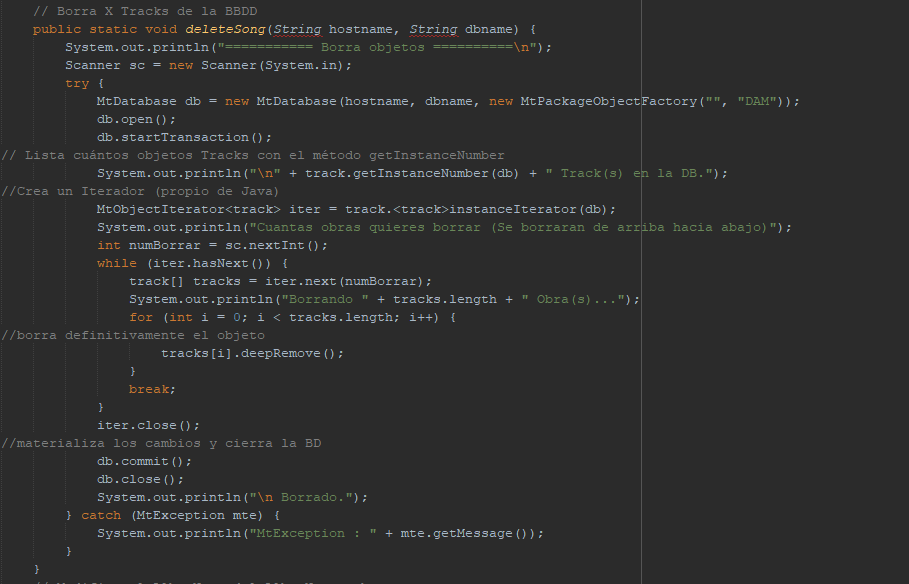 // Borra X Tracks de la BBDD
public static void deleteSong(String hostname, String dbname) {
System.out.println("=========== Borra objetos ==========\n");
Scanner sc = new Scanner(System.in);
try {
MtDatabase db = new MtDatabase(hostname, dbname, new MtPackageObjectFactory("", "DAM"));
db.open();
db.startTransaction();
// Lista cuántos objetos Tracks con el método getInstanceNumber
System.out.println("\n" + track.getInstanceNumber(db) + " Track(s) en la DB.");
//Crea un Iterador (propio de Java)
MtObjectIterator<track> iter = track.<track>instanceIterator(db);
System.out.println("Cuantas obras quieres borrar (Se borraran de arriba hacia abajo)");
int numBorrar = sc.nextInt();
while (iter.hasNext()) {
track[] tracks = iter.next(numBorrar);
System.out.println("Borrando " + tracks.length + " Obra(s)...");
for (int i = 0; i < tracks.length; i++) {
//borra definitivamente el objeto
tracks[i].deepRemove();
}
break;
}
iter.close();
//materializa los cambios y cierra la BD
db.commit();
db.close();
System.out.println("\n Borrado.");
} catch (MtException mte) {
System.out.println("MtException : " + mte.getMessage());
}
}